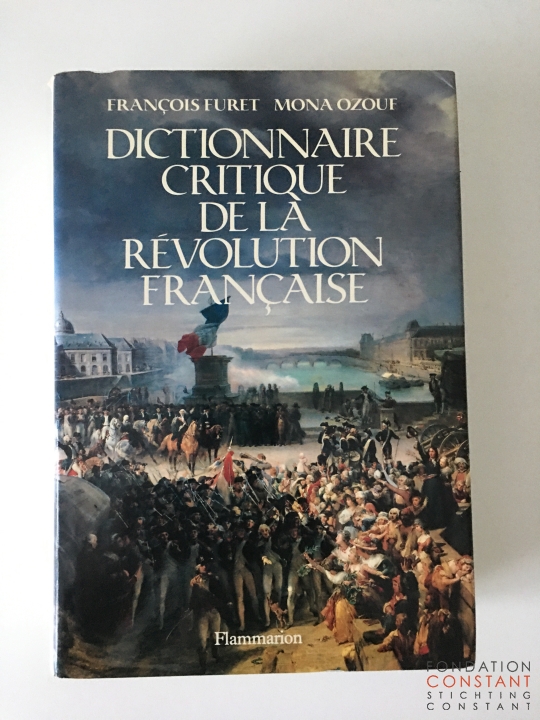 FRANÇOIS FURET MONA OZOUF
DICTIONNAIRE
CRITIQUE
DE LA
RÉVOLUTION
FRANÇAISE
Flammarion
FONDATION
CONSTANT
STICHTING
CONSTANT